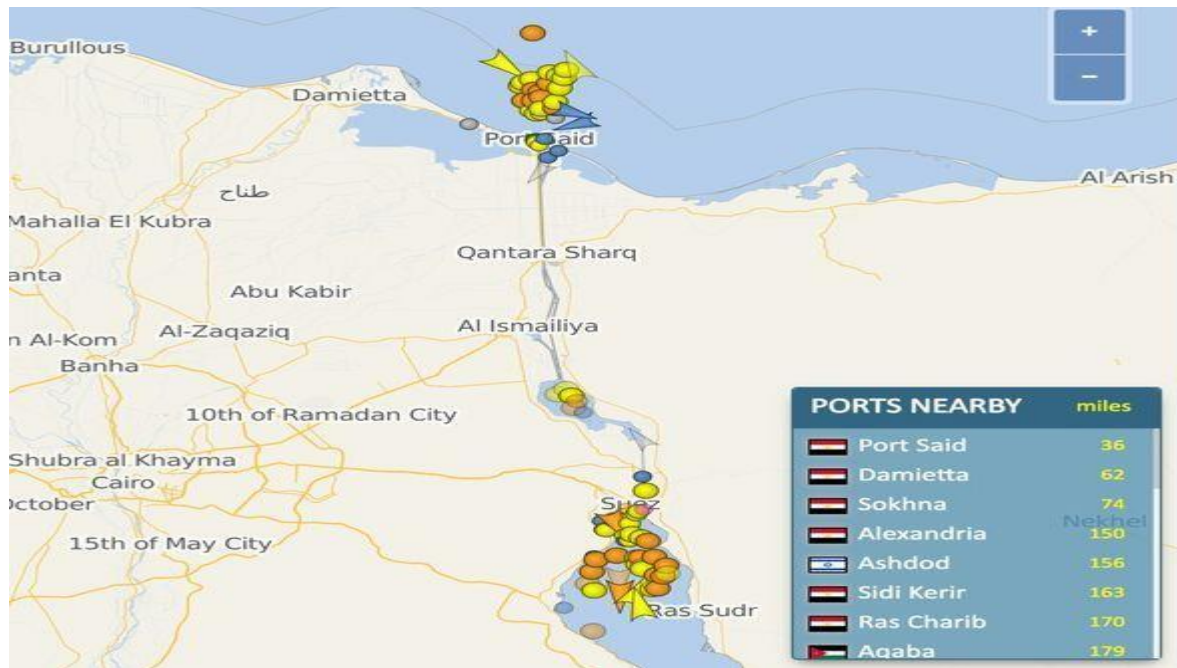 Burullous
+
−
Damietta
Port Said
Al Arish
طناح
Mahalla El Kubra
Qantara Sharq
anta
Abu Kabir
Al-Zaqaziq
Al Ismailiya
n Al-Kom
Banha
10th of Ramadan City
Shubra al Khayma
Cairo
October
Suez
15th of May City
Ras Sudr
Nekhel
PORTS NEARBY miles
Port Said 36
Damietta 62
Sokhna 74
Alexandria 150
Ashdod 156
Sidi Kerir 163
Ras Charib 170
Aqaba 179